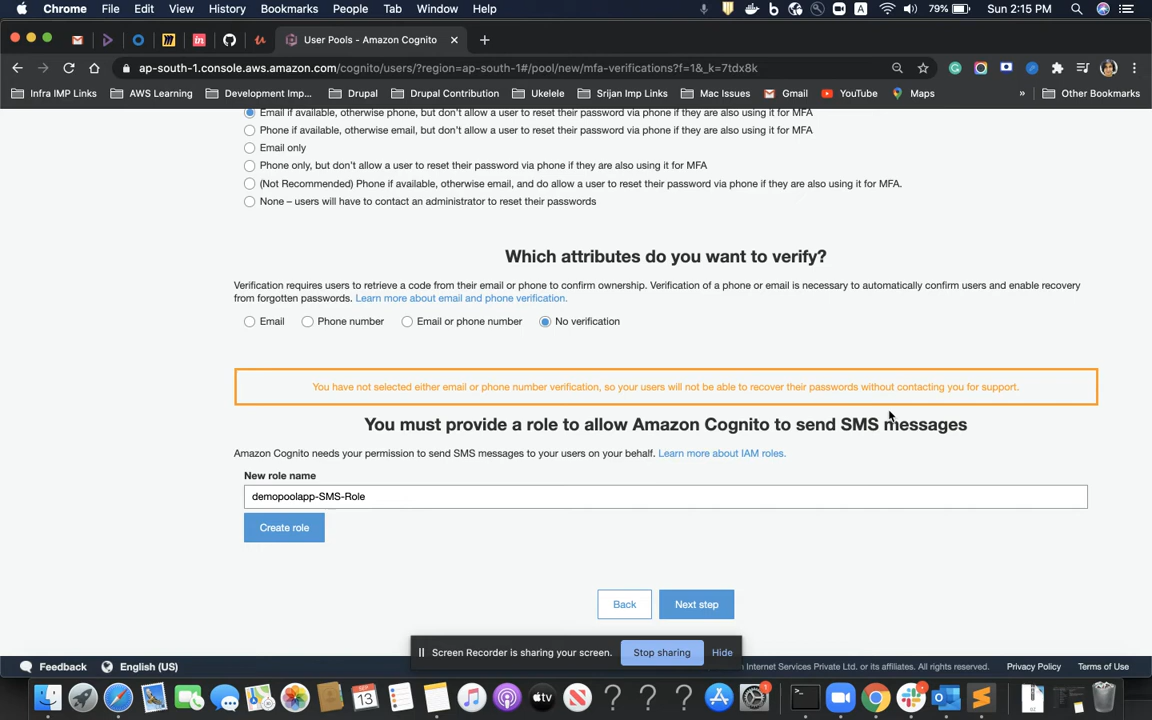 Chrome File Edit View History Bookmarks People Tab Window Help
A 79% Sun 2:15 PM
User Pools - Amazon Cognito
ap-south-1.console.aws.amazon.com/cognito/users/?region=ap-south-1#/pool/new/mfa-verifications?f=1&_k=7tdx8k
Infra IMP Links AWS Learning Development Imp... Drupal Drupal Contribution Ukelele Srijan Imp Links Mac Issues Gmail YouTube Maps » Other Bookmarks
Email if available, otherwise phone, but don't allow a user to reset their password via phone if they are also using it for MFA
Phone if available, otherwise email, but don't allow a user to reset their password via phone if they are also using it for MFA
Email only
Phone only, but don't allow a user to reset their password via phone if they are also using it for MFA
(Not Recommended) Phone if available, otherwise email, and do allow a user to reset their password via phone if they are also using it for MFA.
None – users will have to contact an administrator to reset their passwords
Which attributes do you want to verify?
Verification requires users to retrieve a code from their email or phone to confirm ownership. Verification of a phone or email is necessary to automatically confirm users and enable recovery
from forgotten passwords. Learn more about email and phone verification.
Email Phone number Email or phone number No verification
You have not selected either email or phone number verification, so your users will not be able to recover their passwords without contacting you for support.
You must provide a role to allow Amazon Cognito to send SMS messages
Amazon Cognito needs your permission to send SMS messages to your users on your behalf. Learn more about IAM roles.
New role name
demopoolapp-SMS-Role
Create role
Back Next step
Screen Recorder is sharing your screen. Stop sharing Hide
Feedback English (US) n Internet Services Private Ltd. or its affiliates. All rights reserved. Privacy Policy Terms of Use
13 tv 1